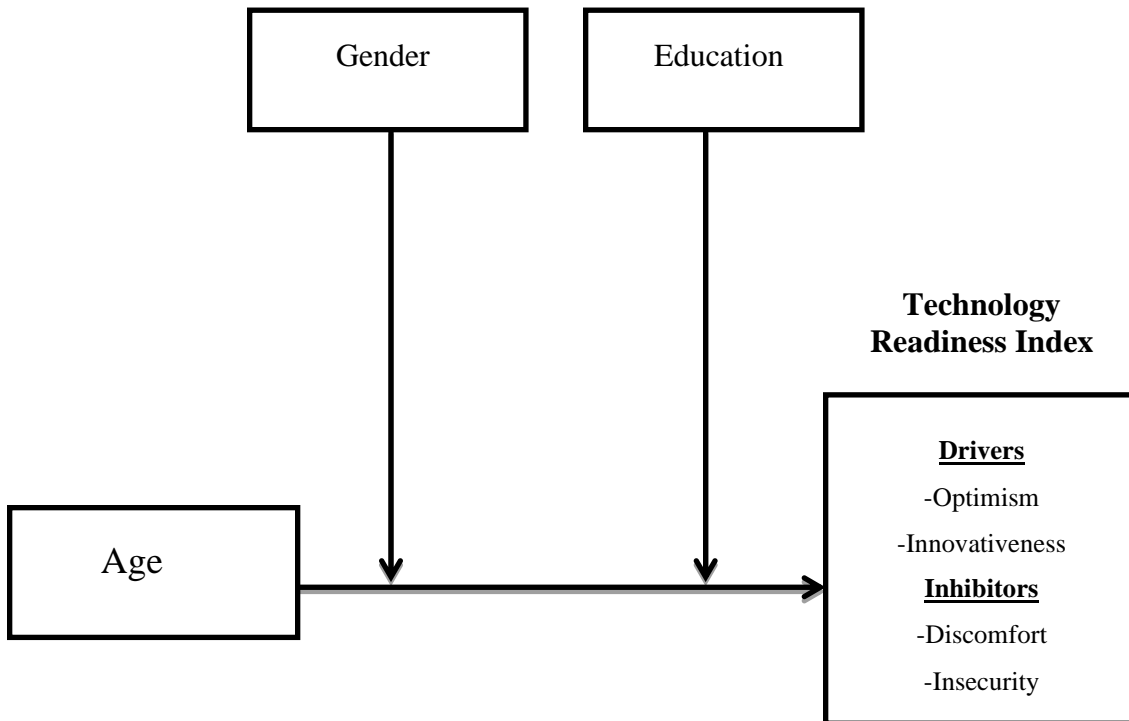 Gender
Education
Technology
Readiness Index
Drivers
-Optimism
-Innovativeness
Inhibitors
-Discomfort
-Insecurity
Age